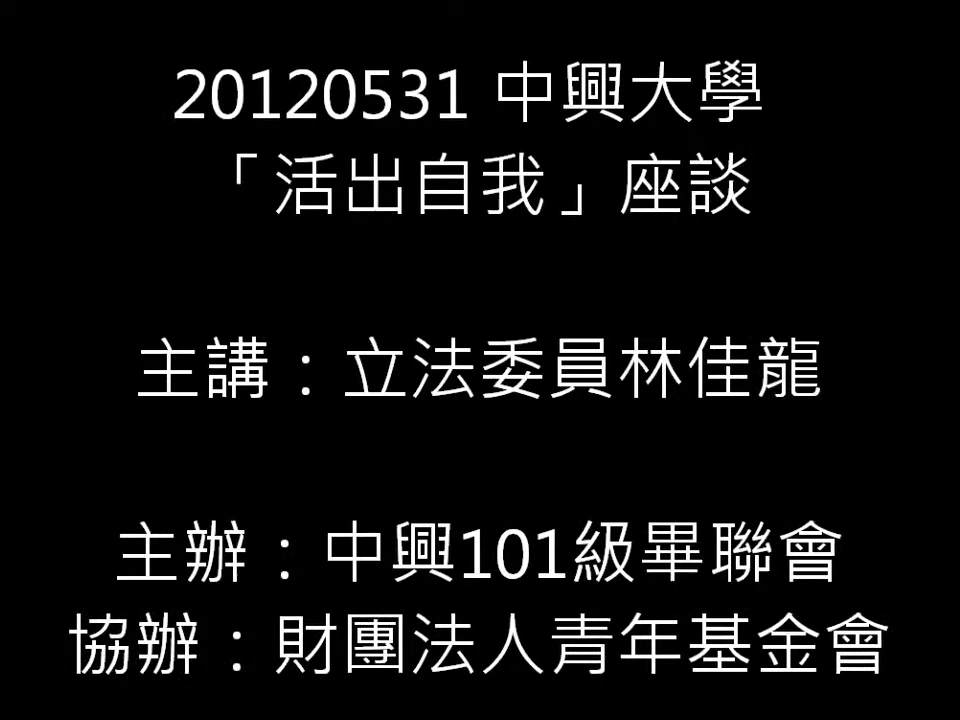 20120531 中興大學
「活出自我」座談
主講：立法委員林佳龍
主辦：中興101級畢聯會
協辦：財團法人青年基金會